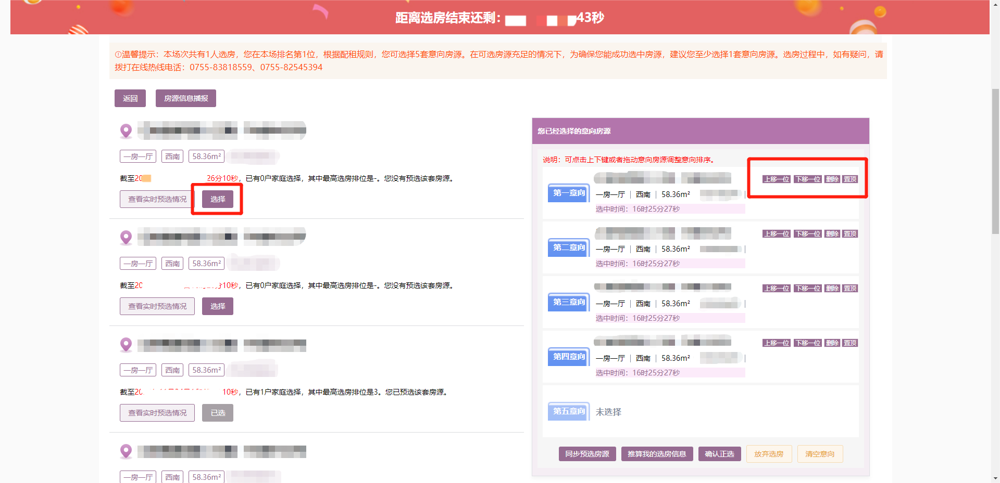 距离选房结束还剩：
43秒
①温馨提示：本场次共有1人选房，您在本场排名第1位，根据配租规则，您可选择5套意向房源。在可选房源充足的情况下，为确保您能成功选中房源，建议您至少选择1套意向房源。选房过程中，如有疑问，请
拨打在线热线电话：0755-83818559、0755-82545394
返回
房源信息播报
一房一厅 西南 58.36m²
截至20
26分10秒，已有0户家庭选择，其中最高选房排位是-。您没有预选该套房源。
查看实时预选情况 选择
一房一厅 西南 58.36m²
截至20
10秒，已有0户家庭选择，其中最高选房排位是-。您没有预选该套房源。
查看实时预选情况 选择
一房一厅 西南 58.36m²
截至20
10秒，已有1户家庭选择，其中最高选房排位是3。您已预选该套房源。
查看实时预选情况 已选
一房一厅 西南 58.36m²
您已经选择的意向房源
说明：可点击上下键或者拖动意向房源调整意向排序。
上移一位 下移一位 删除 置顶
第一意向
一房一厅 | 西南 | 58.36m² |
选中时间：16时25分27秒
上移一位 下移一位 删除 置顶
第二意向
一房一厅 | 西南 | 58.36m² |
选中时间：16时25分27秒
上移一位 下移一位 删除 置顶
第三意向
一房一厅 | 西南 | 58.36m² |
选中时间：16时25分27秒
上移一位 下移一位 删除 置顶
第四意向
一房一厅 | 西南 | 58.36m² |
选中时间：16时25分27秒
第五意向 未选择
同步预选房源 推算我的选房信息 确认正选 放弃选房 清空意向